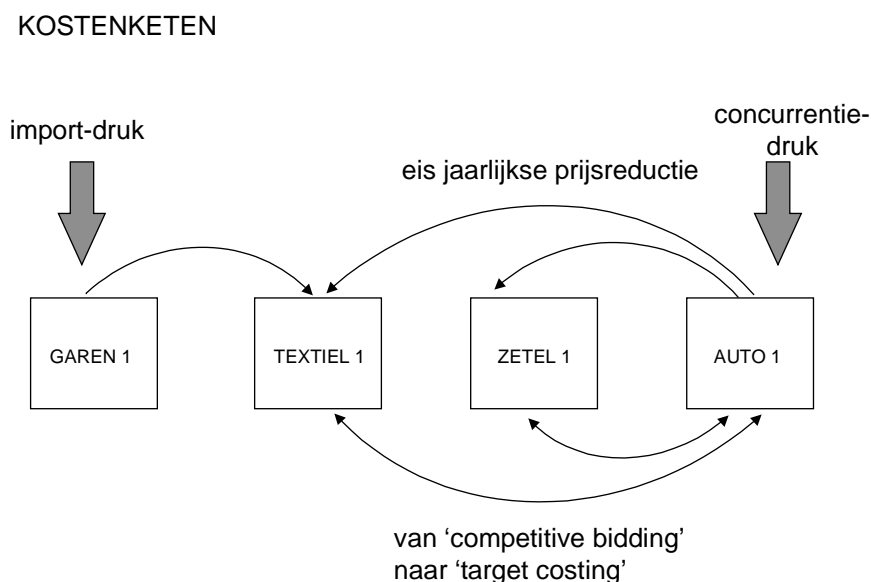 KOSTENKETEN
import-druk
concurrentie-
druk
eis jaarlijkse prijsreductie
GAREN 1
TEXTIEL 1
ZETEL 1
AUTO 1
van ‘competitive bidding’
naar ‘target costing’